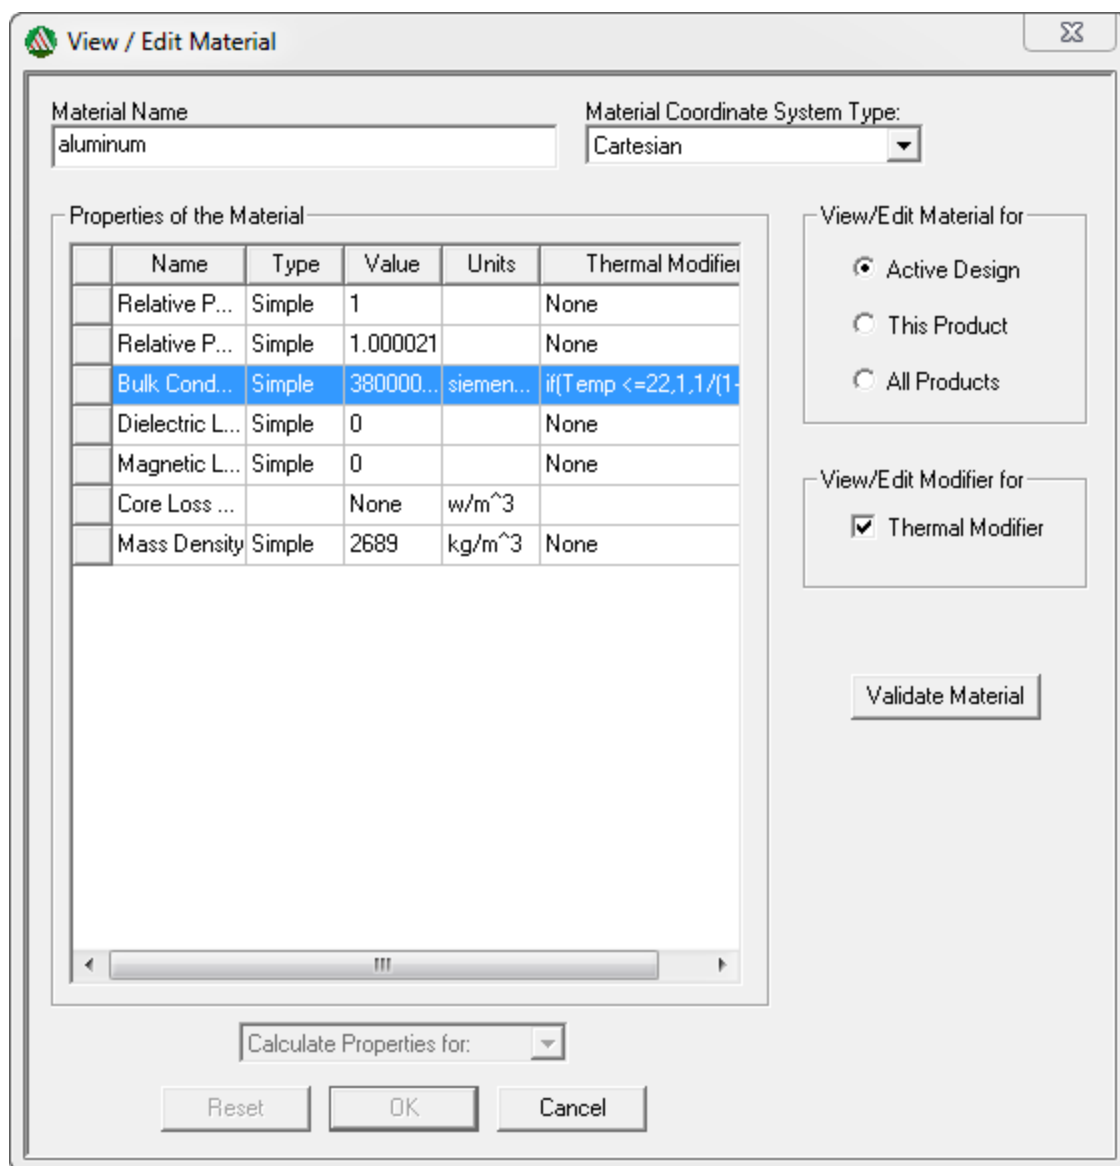 View / Edit Material
Material Name
Material Coordinate System Type:
aluminum
Cartesian
Properties of the Material
View/Edit Material for
Name Type Value Units Thermal Modifier
Relative P... Simple 1 None
Active Design
Relative P... Simple 1.000021 None
This Product
Bulk Cond... Simple 380000... siemen... if(Temp <=22,1,1/(1-
All Products
Dielectric L... Simple 0 None
Magnetic L... Simple 0 None
View/Edit Modifier for
Core Loss ... None w/m^3
Thermal Modifier
Mass Density Simple 2689 kg/m^3 None
Validate Material
Calculate Properties for:
Reset OK Cancel